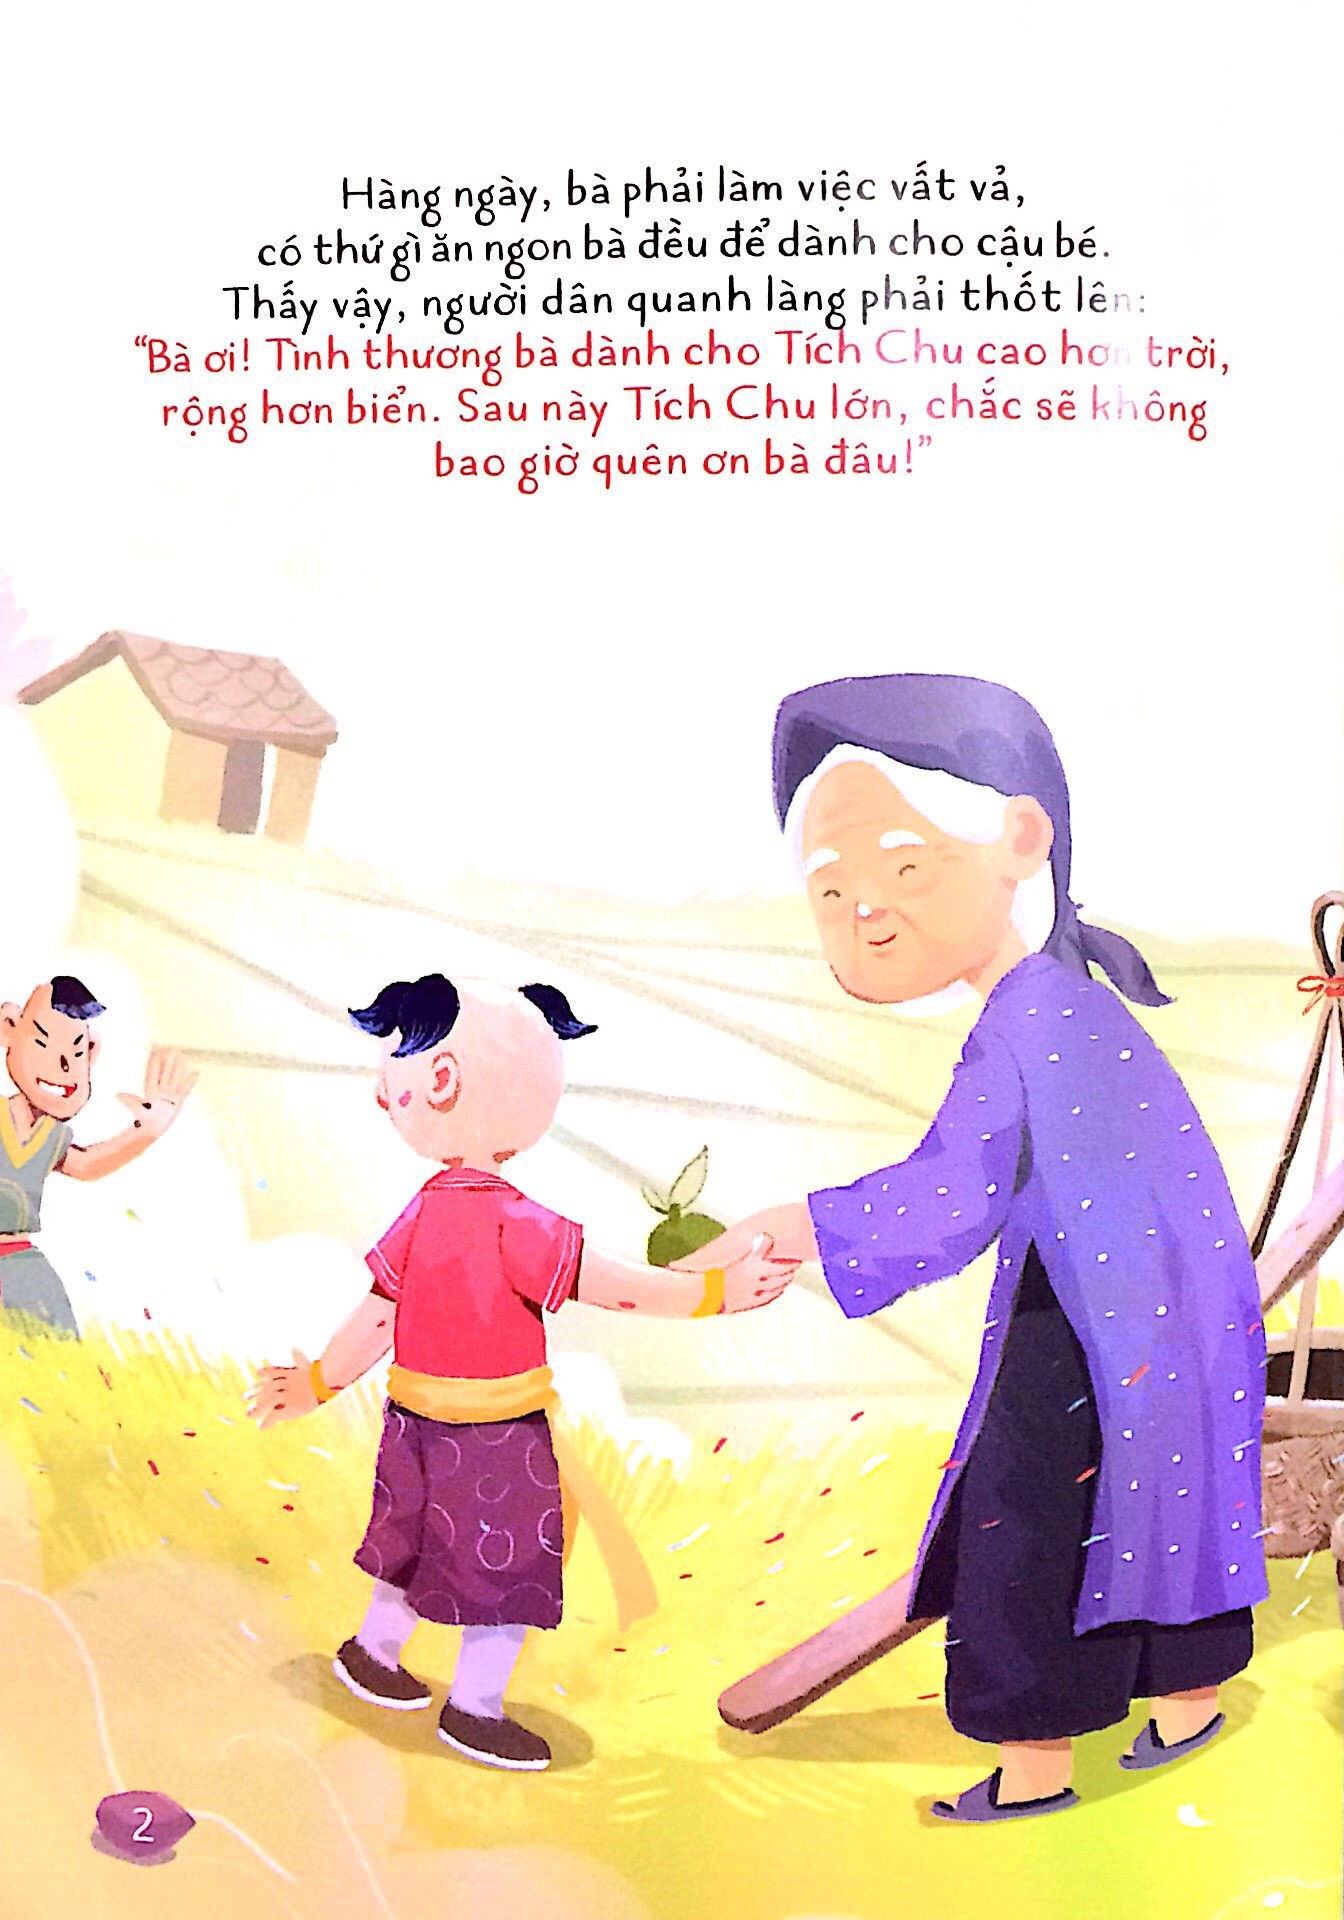 Hàng ngày, bà phải làm việc vất vả,
có thứ gì ăn ngon bà đều để dành cho cậu bé.
Thấy vậy, người dân quanh làng phải thốt lên:
“Bà ơi! Tình thương bà dành cho Tích Chu cao hơn trời,
rộng hơn biển. Sau này Tích Chu lớn, chắc sẽ không
bao giờ quên ơn bà đâu!”
2